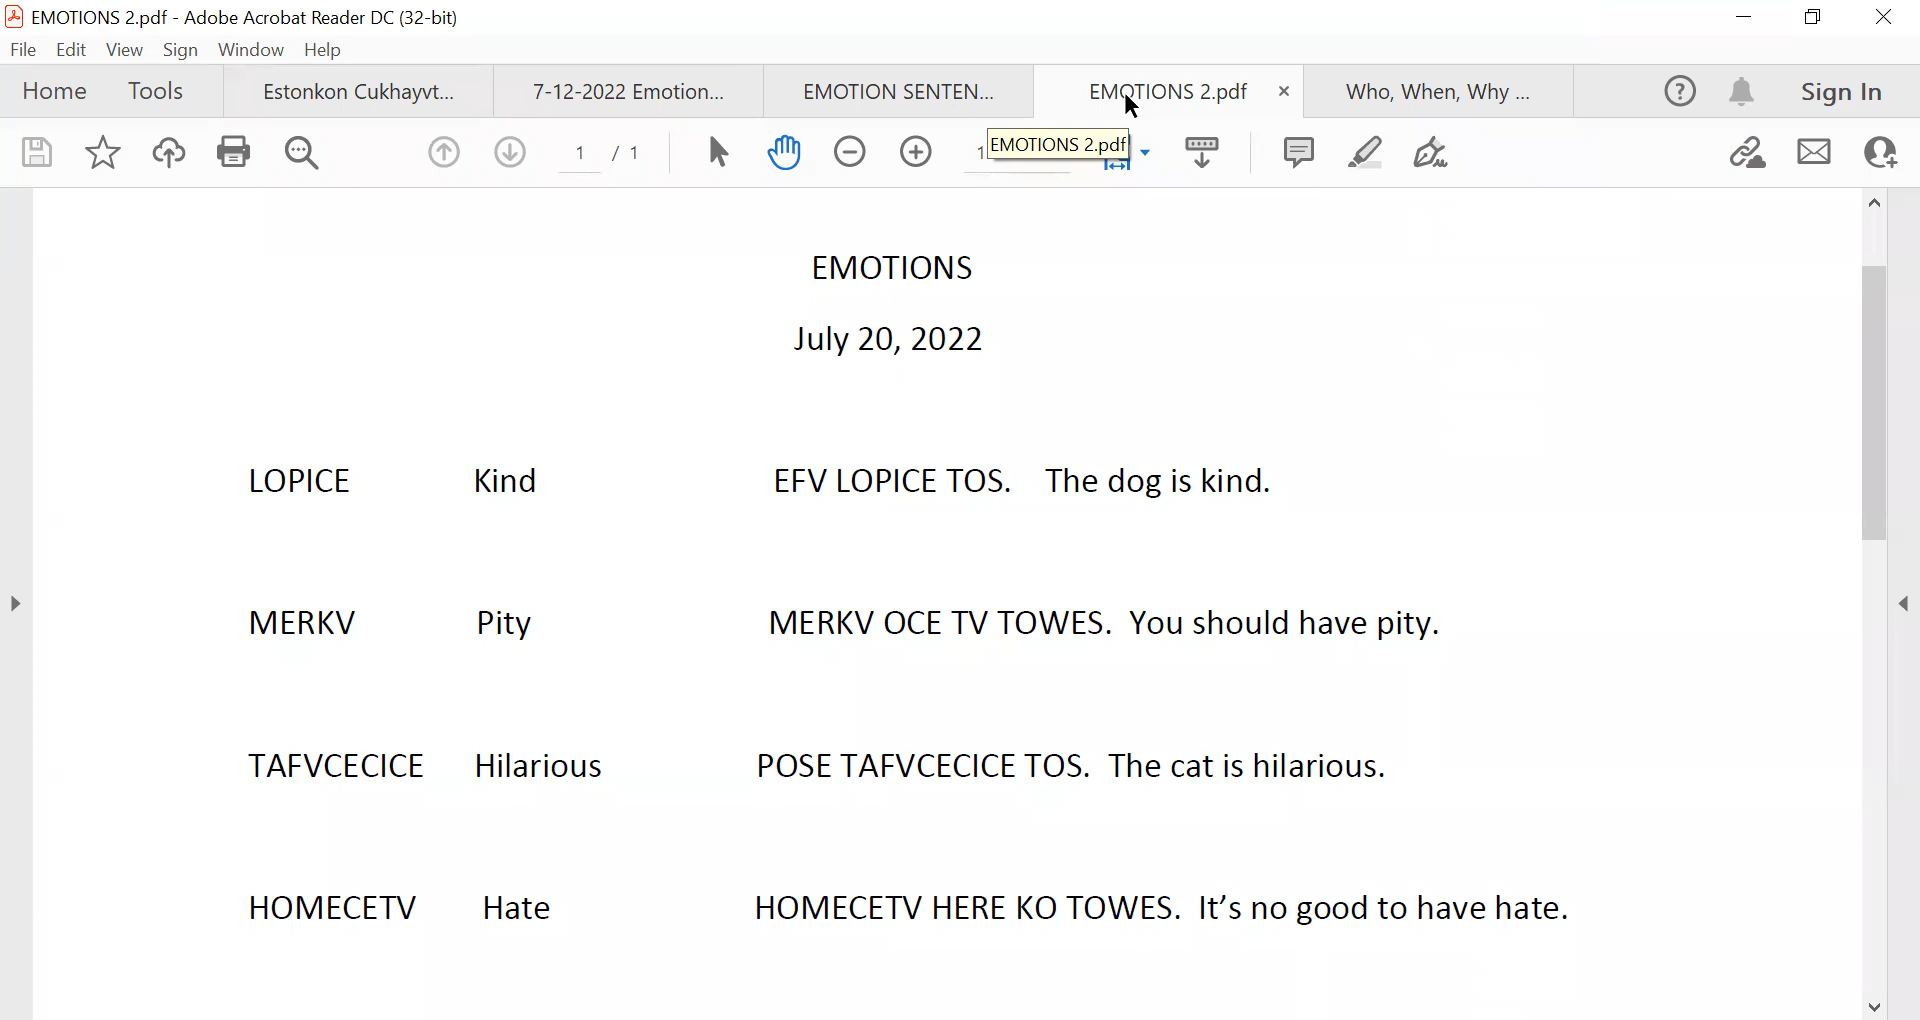 EMOTIONS 2.pdf - Adobe Acrobat Reader DC (32-bit)
File Edit View Sign Window Help
Home Tools Estonkon Cukhayvt... 7-12-2022 Emotion... EMOTION SENTEN... EMOTIONS 2.pdf Who, When, Why ... Sign In
1 / 1 1 EMOTIONS 2.pdf
EMOTIONS
July 20, 2022
LOPICE Kind EFV LOPICE TOS. The dog is kind.
MERKV Pity MERKV OCE TV TOWES. You should have pity.
TAFVCECICE Hilarious POSE TAFVCECICE TOS. The cat is hilarious.
HOMECETV Hate HOMECETV HERE KO TOWES. It's no good to have hate.